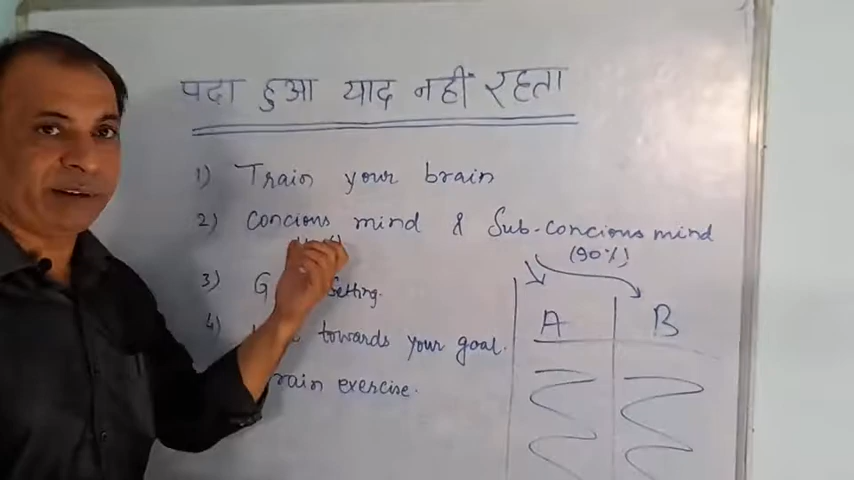 पढा हुआ याद नहीं रहता
1) Train your brain
2) Concious mind & Sub-Concious mind
(90%)
3) Setting.
4) towards your goal.
exercise.
A B